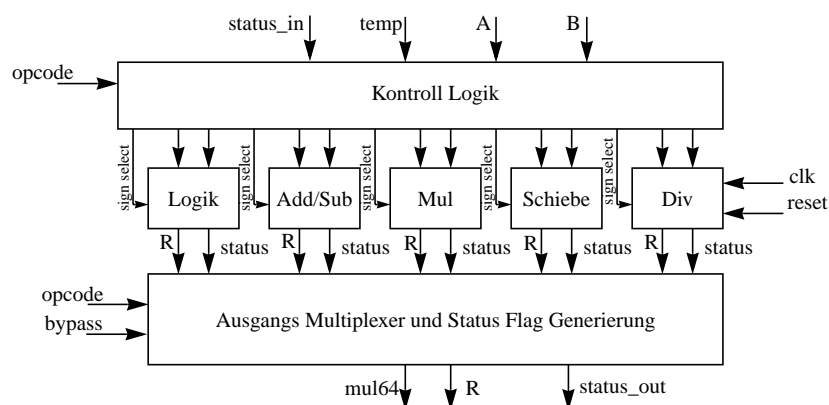 status_in temp A B
opcode
Kontroll Logik
sign select sign select sign select sign select sign select
Logik Add/Sub Mul Schiebe Div
clk
reset
R status R status R status R status R status
opcode
bypass
Ausgangs Multiplexer und Status Flag Generierung
mul64 R status_out